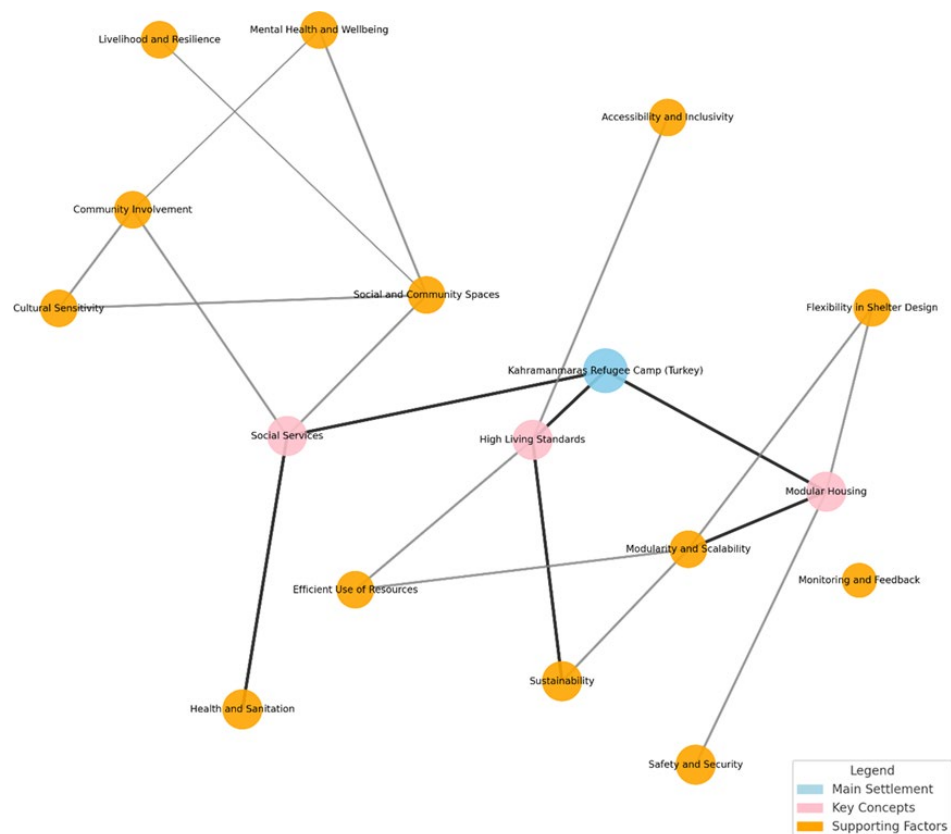 Mental Health and Wellbeing
Livelihood and Resilience
Accessibility and Inclusivity
Community Involvement
Social and Community Spaces
Cultural Sensitivity
Flexibility in Shelter Design
Kahramanmaras Refugee Camp (Turkey)
Social Services
High Living Standards
Modular Housing
Modularity and Scalability
Monitoring and Feedback
Efficient Use of Resources
Sustainability
Health and Sanitation
Safety and Security
Legend
Main Settlement
Key Concepts
Supporting Factors